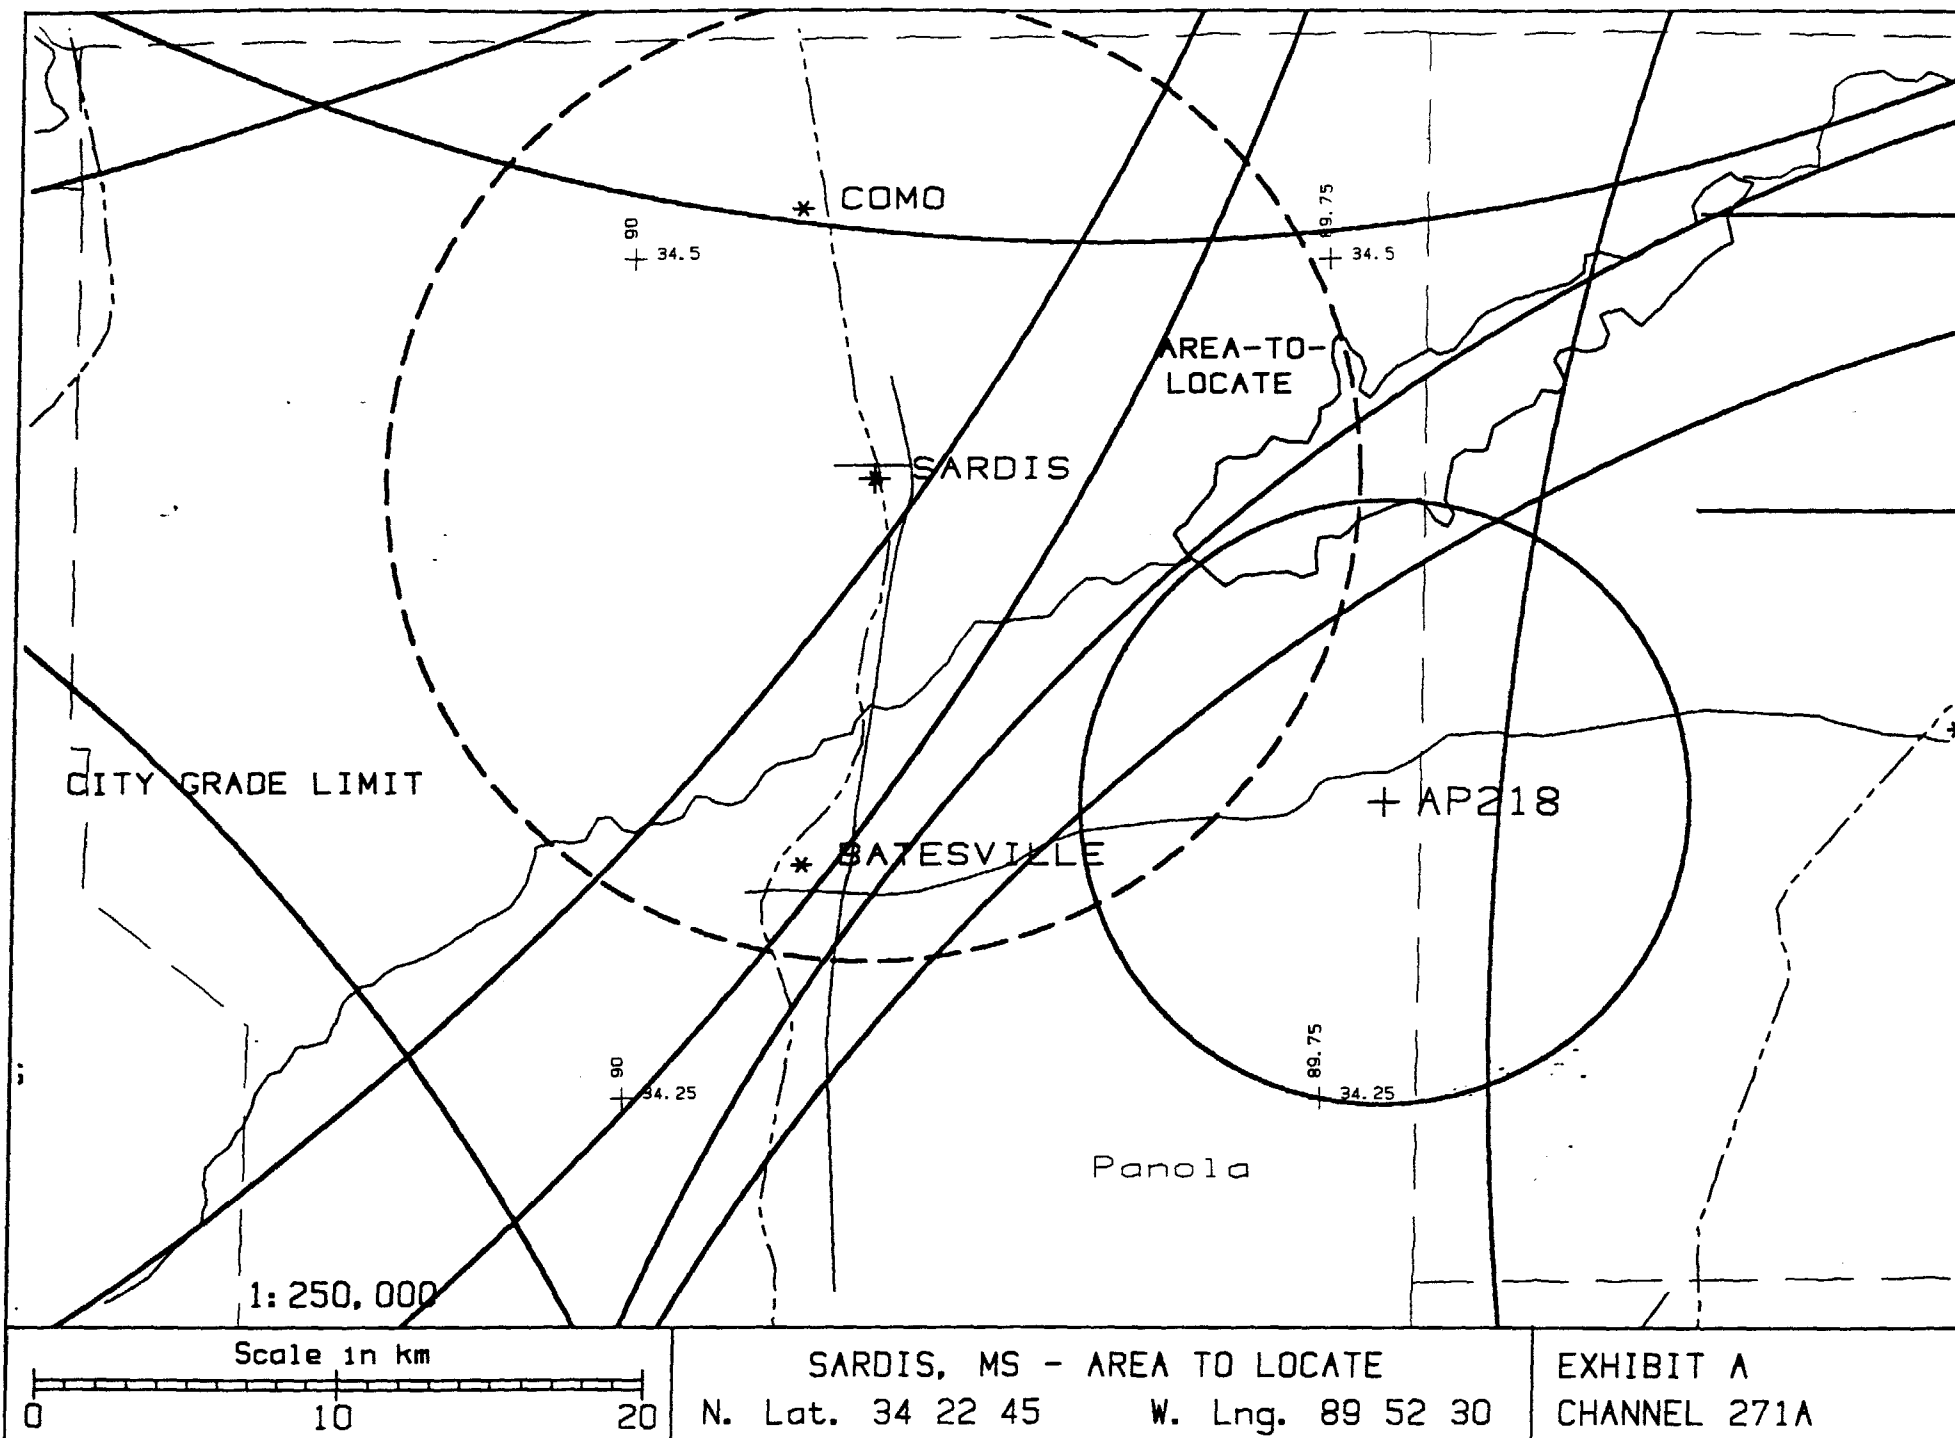 COMO
90
34.5
89.75
34.5
AREA-TO-
LOCATE
SARDIS
CITY GRADE LIMIT
AP218
BATESVILLE
90
34.25
89.75
34.25
Panola
1:250,000
Scale in km
0 10 20
SARDIS, MS - AREA TO LOCATE
N. Lat. 34 22 45 W. Lng. 89 52 30
EXHIBIT A
CHANNEL 271A